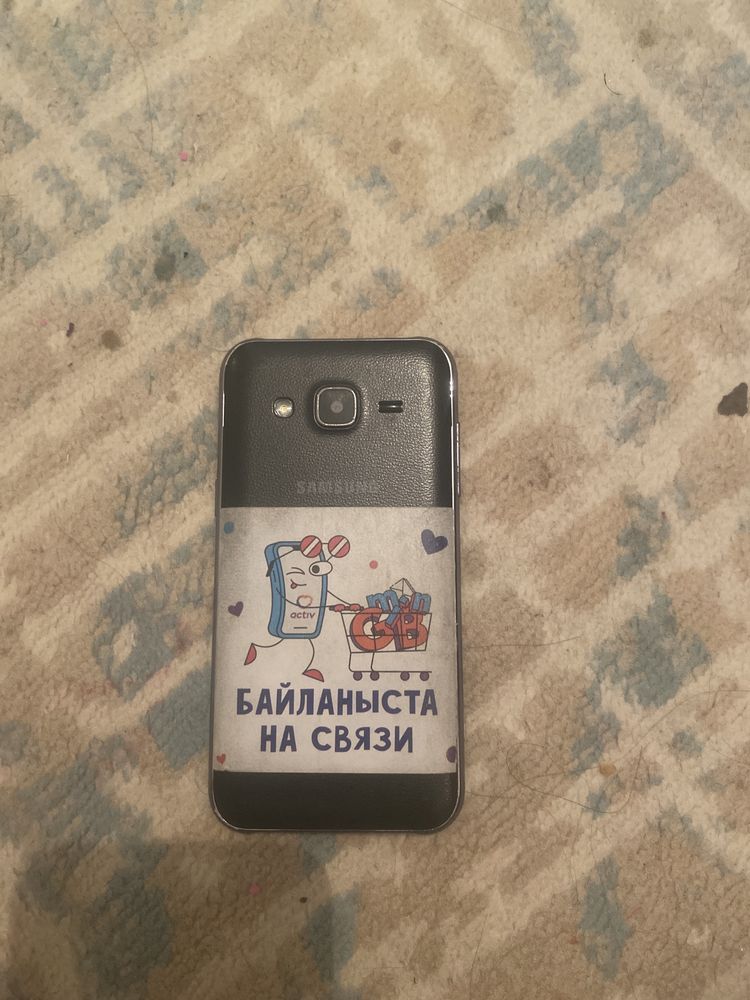 SAMSUNG
activ
min
GB
БАЙЛАНЫСТА
НА СВЯЗИ